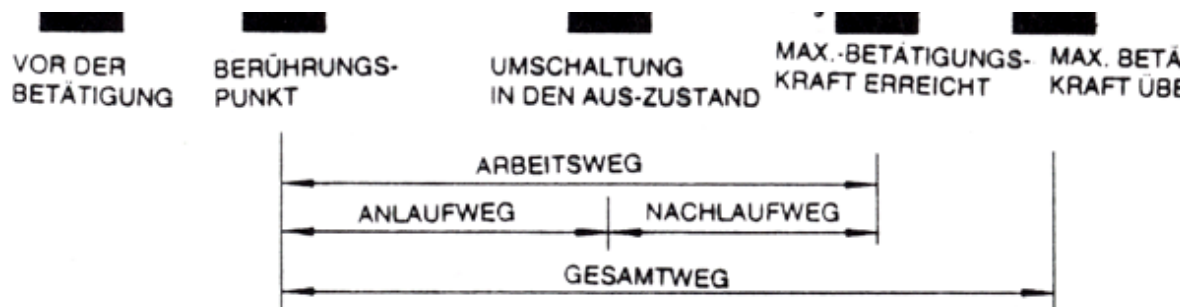 VOR DER
BETÄTIGUNG
BERÜHRUNGS-
PUNKT
UMSCHALTUNG
IN DEN AUS-ZUSTAND
MAX.-BETÄTIGUNGS-
KRAFT ERREICHT
MAX. BETÄ
KRAFT ÜBE
ARBEITSWEG
ANLAUFWEG
NACHLAUFWEG
GESAMTWEG